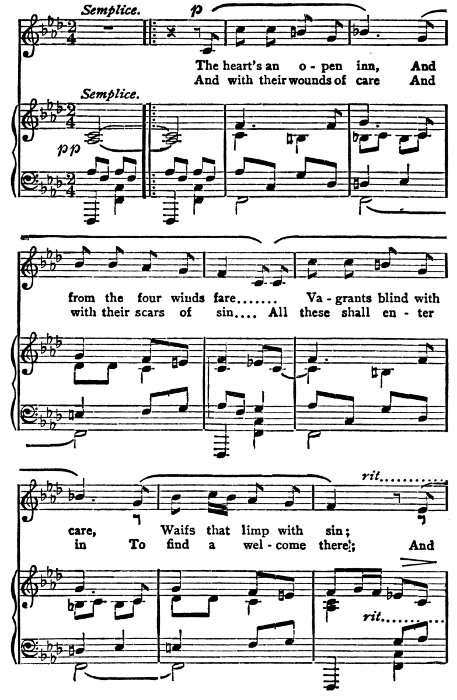 Semplice.
p
The heart's an o - pen inn, And
And with their wounds of care And
Semplice.
pp
from the four winds fare....... Va - grants blind with
with their scars of sin.... All these shall en - ter
rit...........
care, Waifs that limp with sin;
in To find a wel - come there; And
rit...........